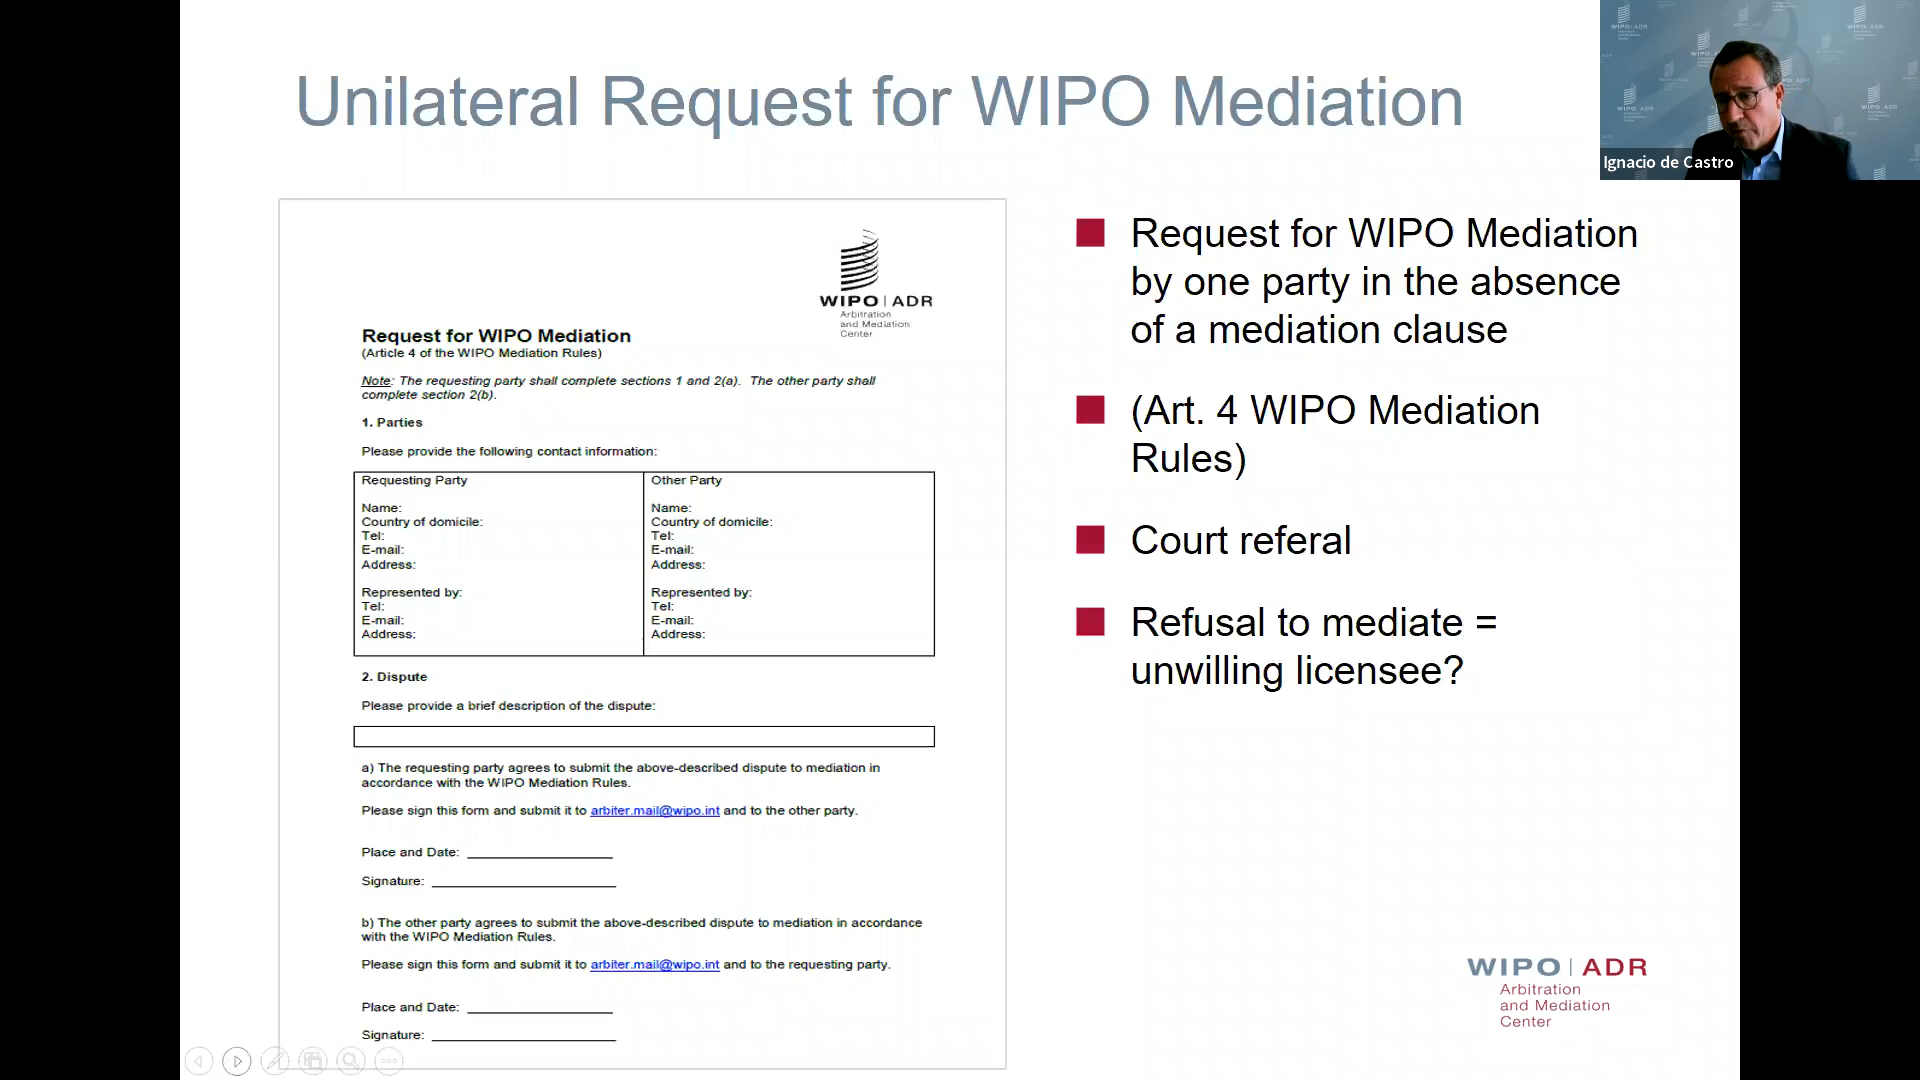 Unilateral Request for WIPO Mediation
Ignacio de Castro
WIPO | ADR
Arbitration
and Mediation
Center
Request for WIPO Mediation
(Article 4 of the WIPO Mediation Rules)
Note: The requesting party shall complete sections 1 and 2(a). The other party shall
complete section 2(b).
1. Parties
Please provide the following contact information:
Requesting Party
Name:
Country of domicile:
Tel:
E-mail:
Address:
Represented by:
Tel:
E-mail:
Address:
Other Party
Name:
Country of domicile:
Tel:
E-mail:
Address:
Represented by:
Tel:
E-mail:
Address:
2. Dispute
Please provide a brief description of the dispute:
a) The requesting party agrees to submit the above-described dispute to mediation in
accordance with the WIPO Mediation Rules.
Please sign this form and submit it to arbiter.mail@wipo.int and to the other party.
Place and Date:
Signature:
b) The other party agrees to submit the above-described dispute to mediation in accordance
with the WIPO Mediation Rules.
Please sign this form and submit it to arbiter.mail@wipo.int and to the requesting party.
Place and Date:
Signature:
Request for WIPO Mediation
by one party in the absence
of a mediation clause
(Art. 4 WIPO Mediation
Rules)
Court referal
Refusal to mediate =
unwilling licensee?
WIPO | ADR
Arbitration
and Mediation
Center